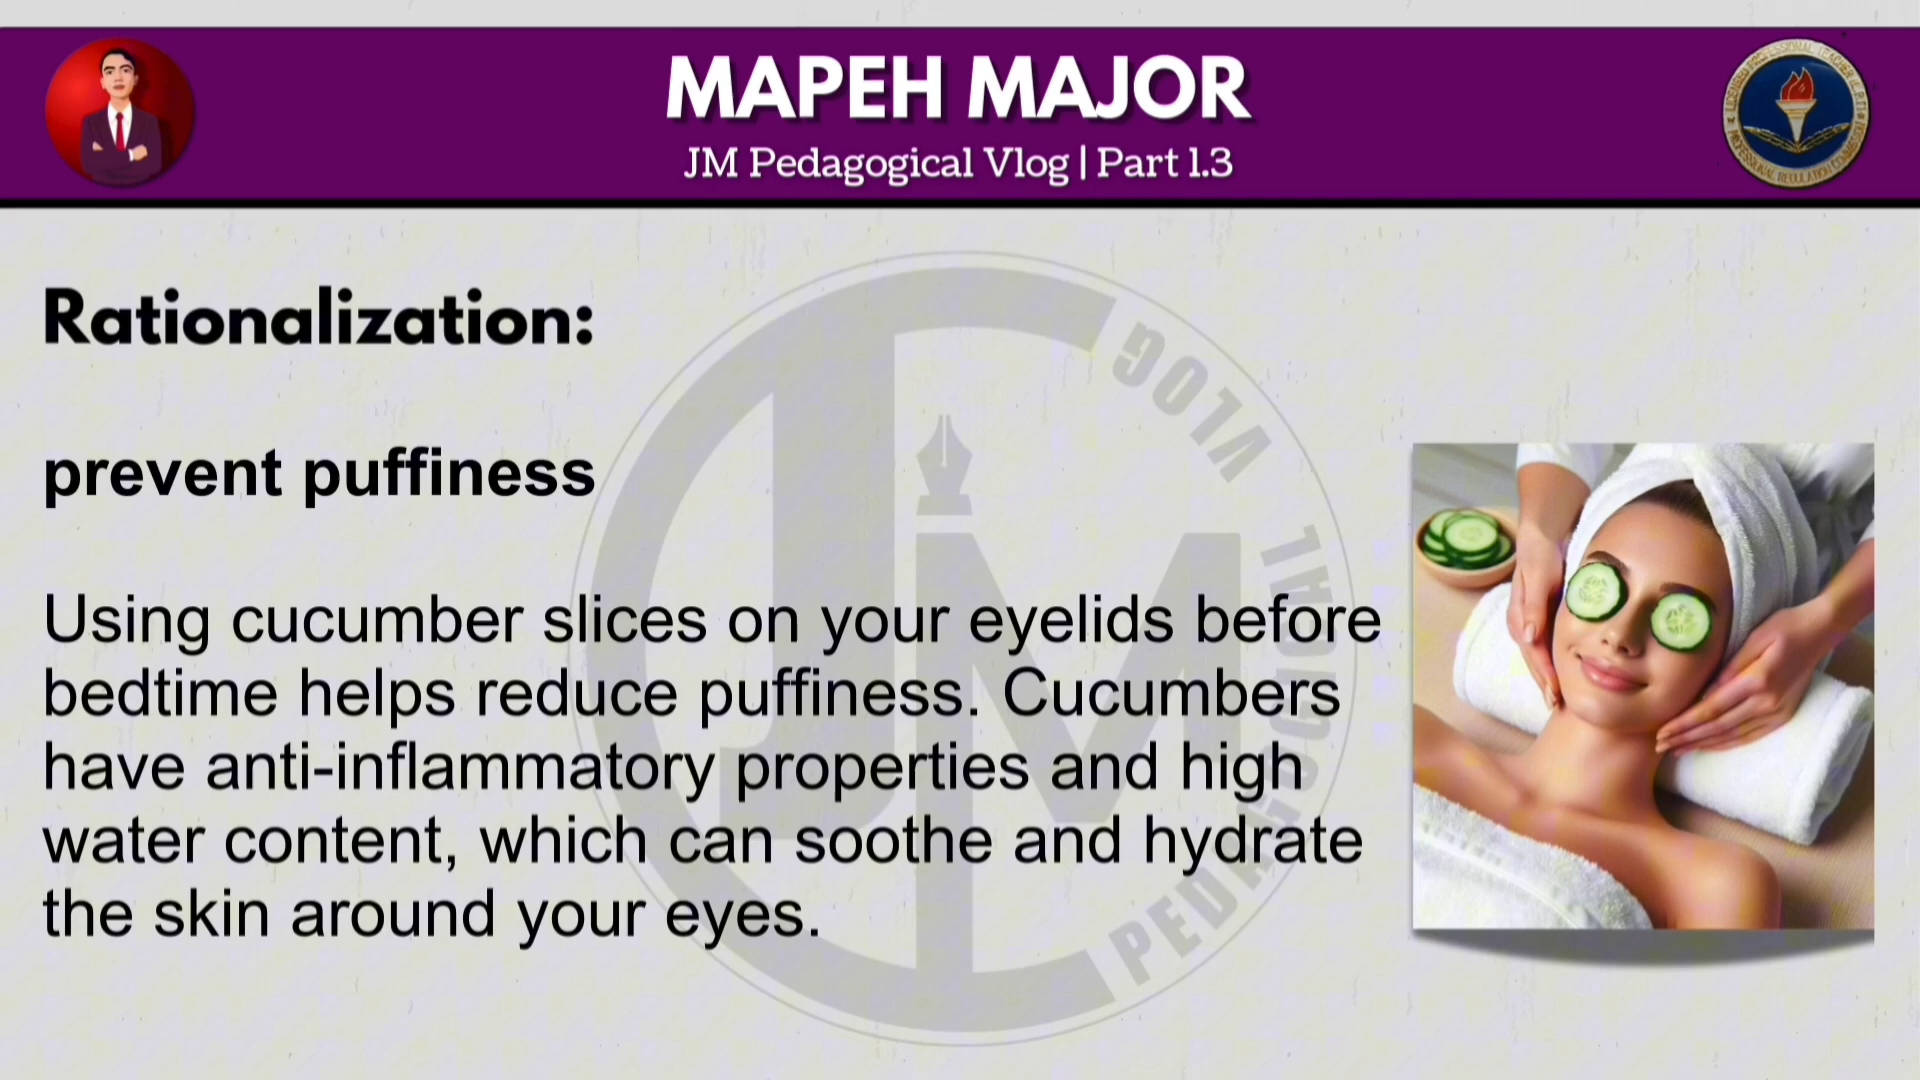 MAPEH MAJOR
JM Pedagogical Vlog | Part 1.3
Rationalization:
prevent puffiness
Using cucumber slices on your eyelids before
bedtime helps reduce puffiness. Cucumbers
have anti-inflammatory properties and high
water content, which can soothe and hydrate
the skin around your eyes.
JM
VLOG